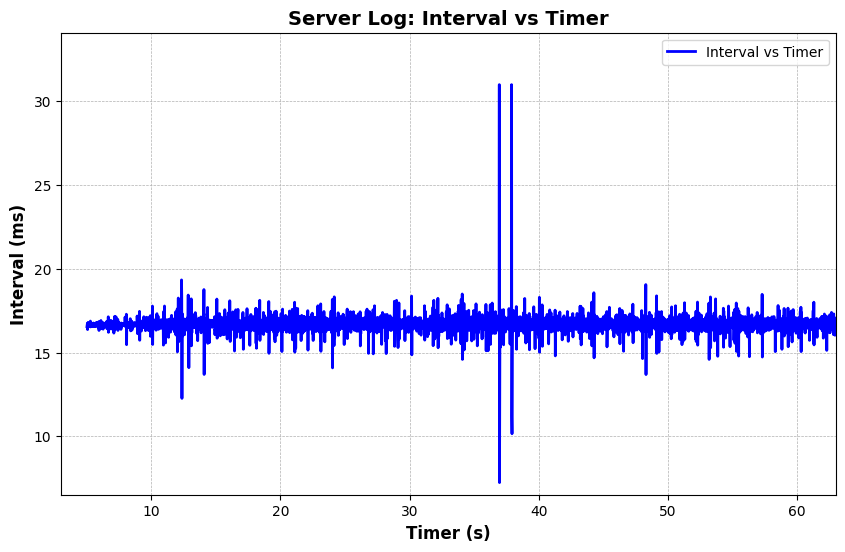 Server Log: Interval vs Timer
Interval vs Timer
Interval (ms)
30
25
20
15
10
10 20 30 40 50 60
Timer (s)